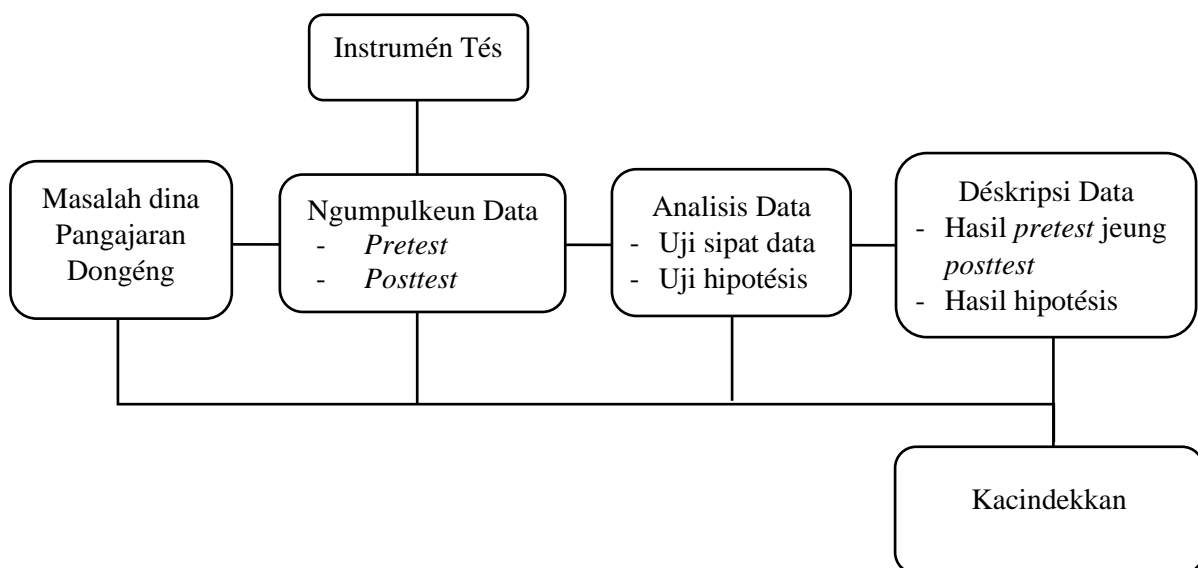 Instrumén Tés
Masalah dina
Pangajaran
Dongéng
Ngumpulkeun Data
- Pretest
- Posttest
Analisis Data
- Uji sipat data
- Uji hipotésis
Déskripsi Data
- Hasil pretest jeung
posttest
- Hasil hipotésis
Kacindekkan